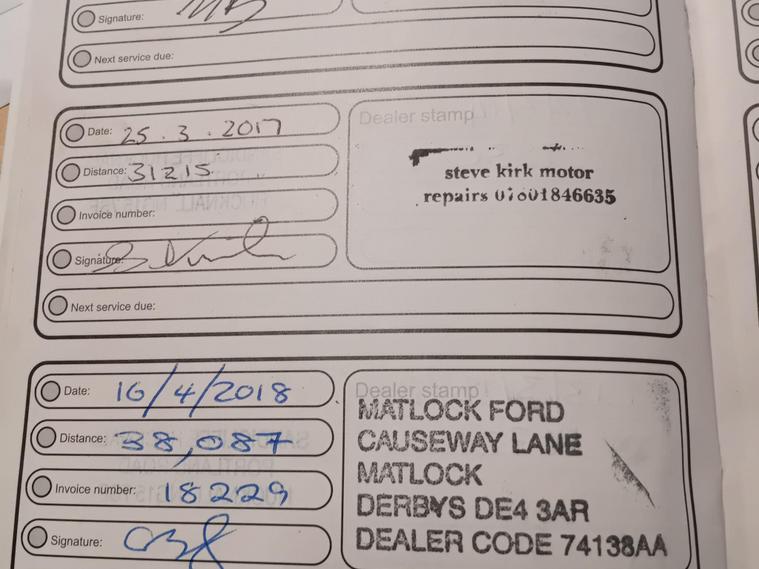 Signature:
Next service due:
Date: 25.3.2017
Dealer stamp
Distance: 31215
steve kirk motor
repairs 07801846635
Invoice number:
Signature:
Next service due:
Date: 16/4/2018
Dealer stamp
MATLOCK FORD
Distance: 38,087
CAUSEWAY LANE
MATLOCK
Invoice number: 18229
DERBYS DE4 3AR
Signature:
DEALER CODE 74138AA